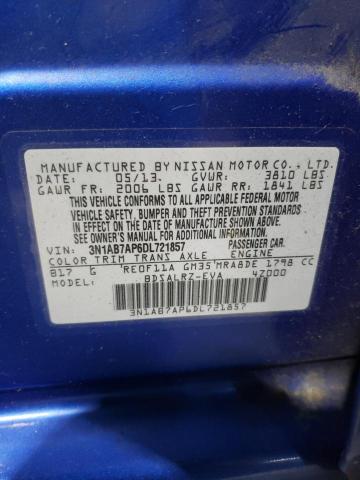 MANUFACTURED BY NISSAN MOTOR CO., LTD.
DATE: 05/13. GVWR: 3810 LBS
GAWR FR: 2006 LBS GAWR RR: 1841 LBS
THIS VEHICLE CONFORMS TO ALL APPLICABLE FEDERAL MOTOR
VEHICLE SAFETY, BUMPER AND THEFT PREVENTION STANDARDS
IN EFFECT ON THE DATE OF MANUFACTURE SHOWN ABOVE.
SEE OWNER'S MANUAL FOR ADDITIONAL INFORMATION
VIN: 3N1AB7AP6DL721857 PASSENGER CAR.
COLOR TRIM TRANS AXLE ENGINE
B17 G RE0F11A GM35 MRA8DE 1798 CC
BDSALRZ-EVA 4Z000
3N1AB7AP6DL721857